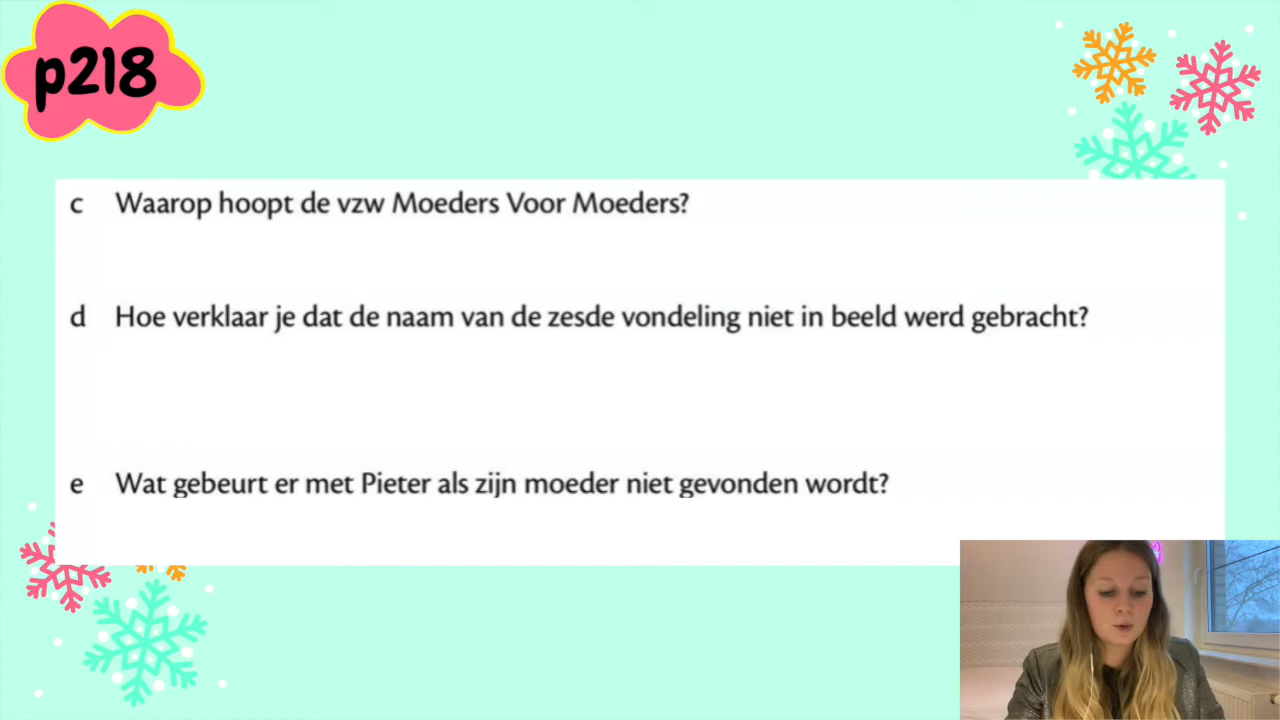 p218
c Waarop hoopt de vzw Moeders Voor Moeders?
d Hoe verklaar je dat de naam van de zesde vondeling niet in beeld werd gebracht?
e Wat gebeurt er met Pieter als zijn moeder niet gevonden wordt?